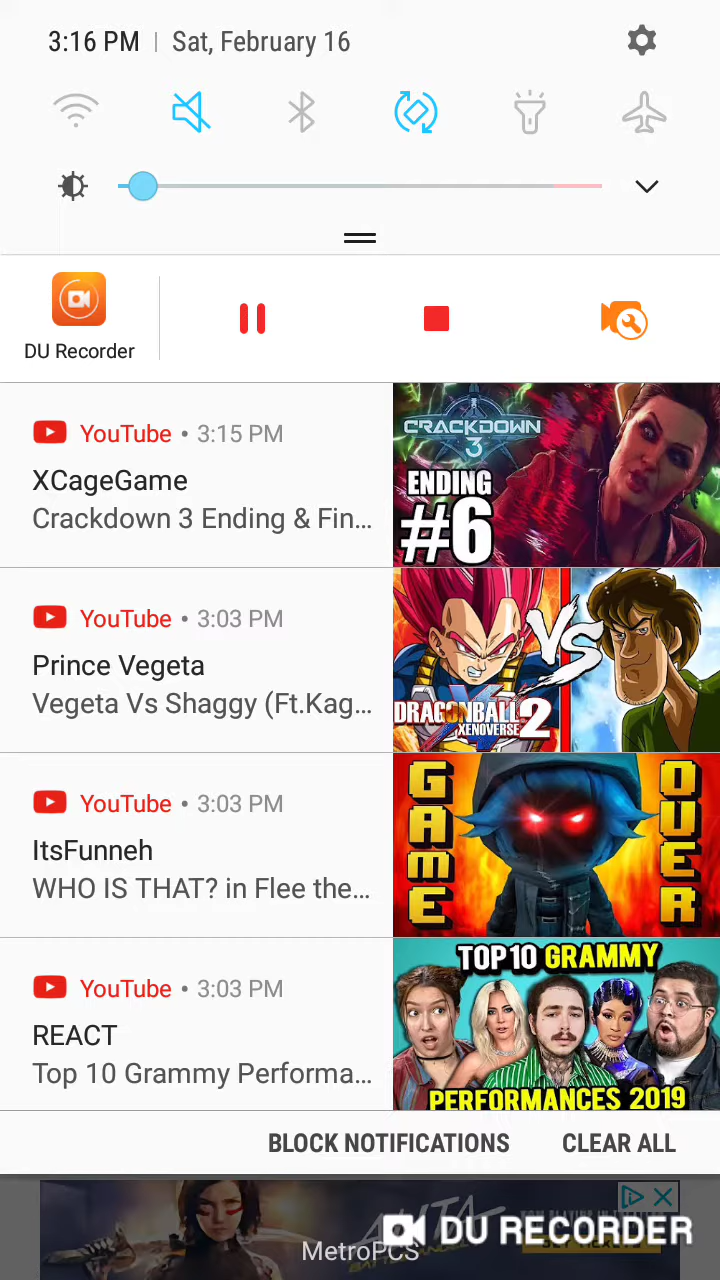 3:16 PM | Sat, February 16
DU Recorder
YouTube • 3:15 PM
XCageGame
Crackdown 3 Ending & Fin...
CRACKDOWN
3
ENDING
#6
YouTube • 3:03 PM
Prince Vegeta
Vegeta Vs Shaggy (Ft.Kag...
VS
DRAGONBALL
XENOVERSE 2
YouTube • 3:03 PM
ItsFunneh
WHO IS THAT? in Flee the...
GAME
OVER
YouTube • 3:03 PM
REACT
Top 10 Grammy Performa...
TOP 10 GRAMMY
PERFORMANCES 2019
BLOCK NOTIFICATIONS
CLEAR ALL
ALITA
DU RECORDER
MetroPCS